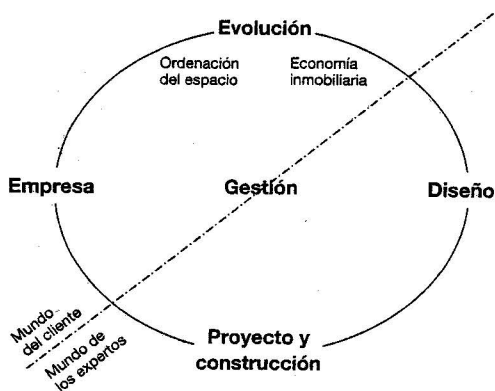 Evolución
Ordenación
del espacio
Economía
inmobiliaria
Empresa
Gestión
Diseño
Mundo
del cliente
Mundo de
los expertos
Proyecto y
construcción